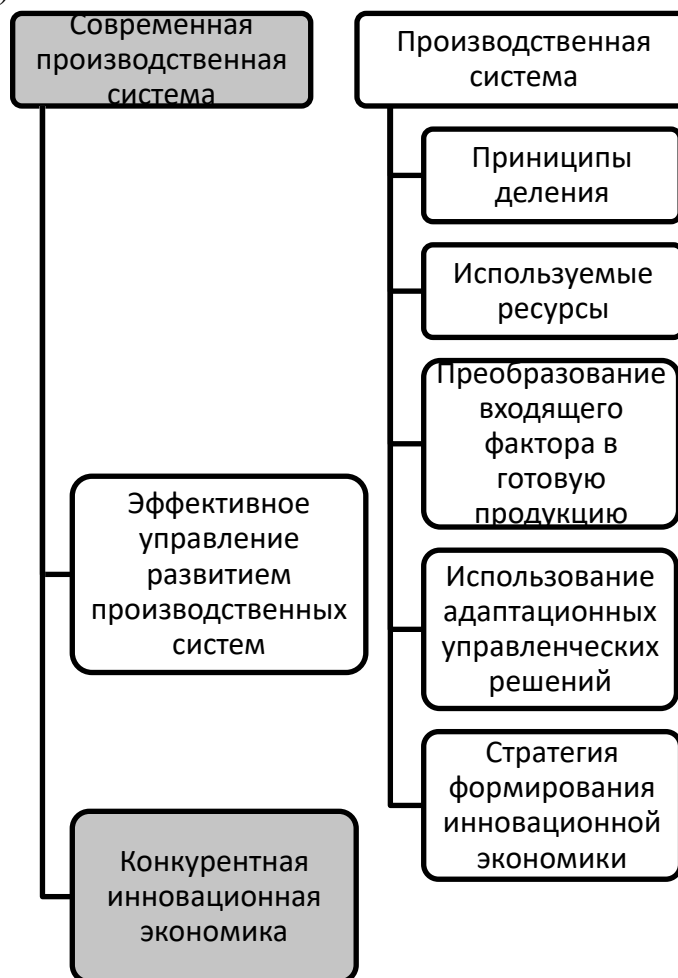 Современная
производственная
система
Эффективное
управление
развитием
производственных
систем
Конкурентная
инновационная
экономика
Производственная
система
Приниципы
деления
Используемые
ресурсы
Преобразование
входящего
фактора в
готовую
продукцию
Использование
адаптационных
управленческих
решений
Стратегия
формирования
инновационной
экономики